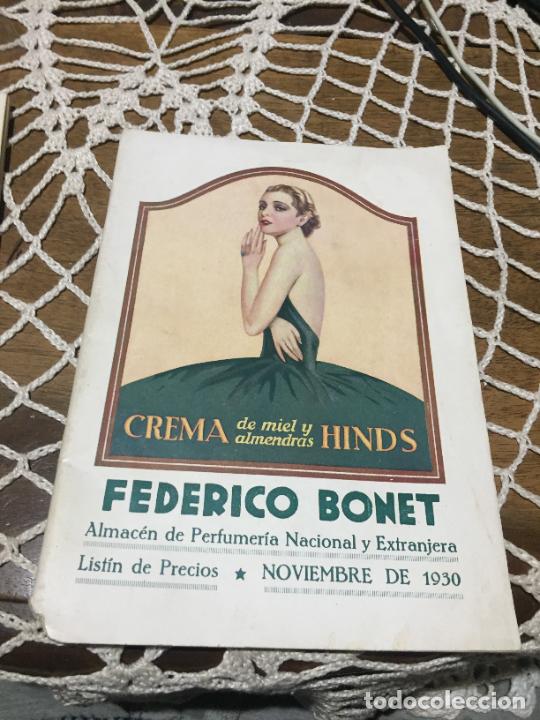 CREMA de miel y almendras HINDS
FEDERICO BONET
Almacén de Perfumería Nacional y Extranjera
Listín de Precios ★ NOVIEMBRE DE 1930
todocoleccion.net